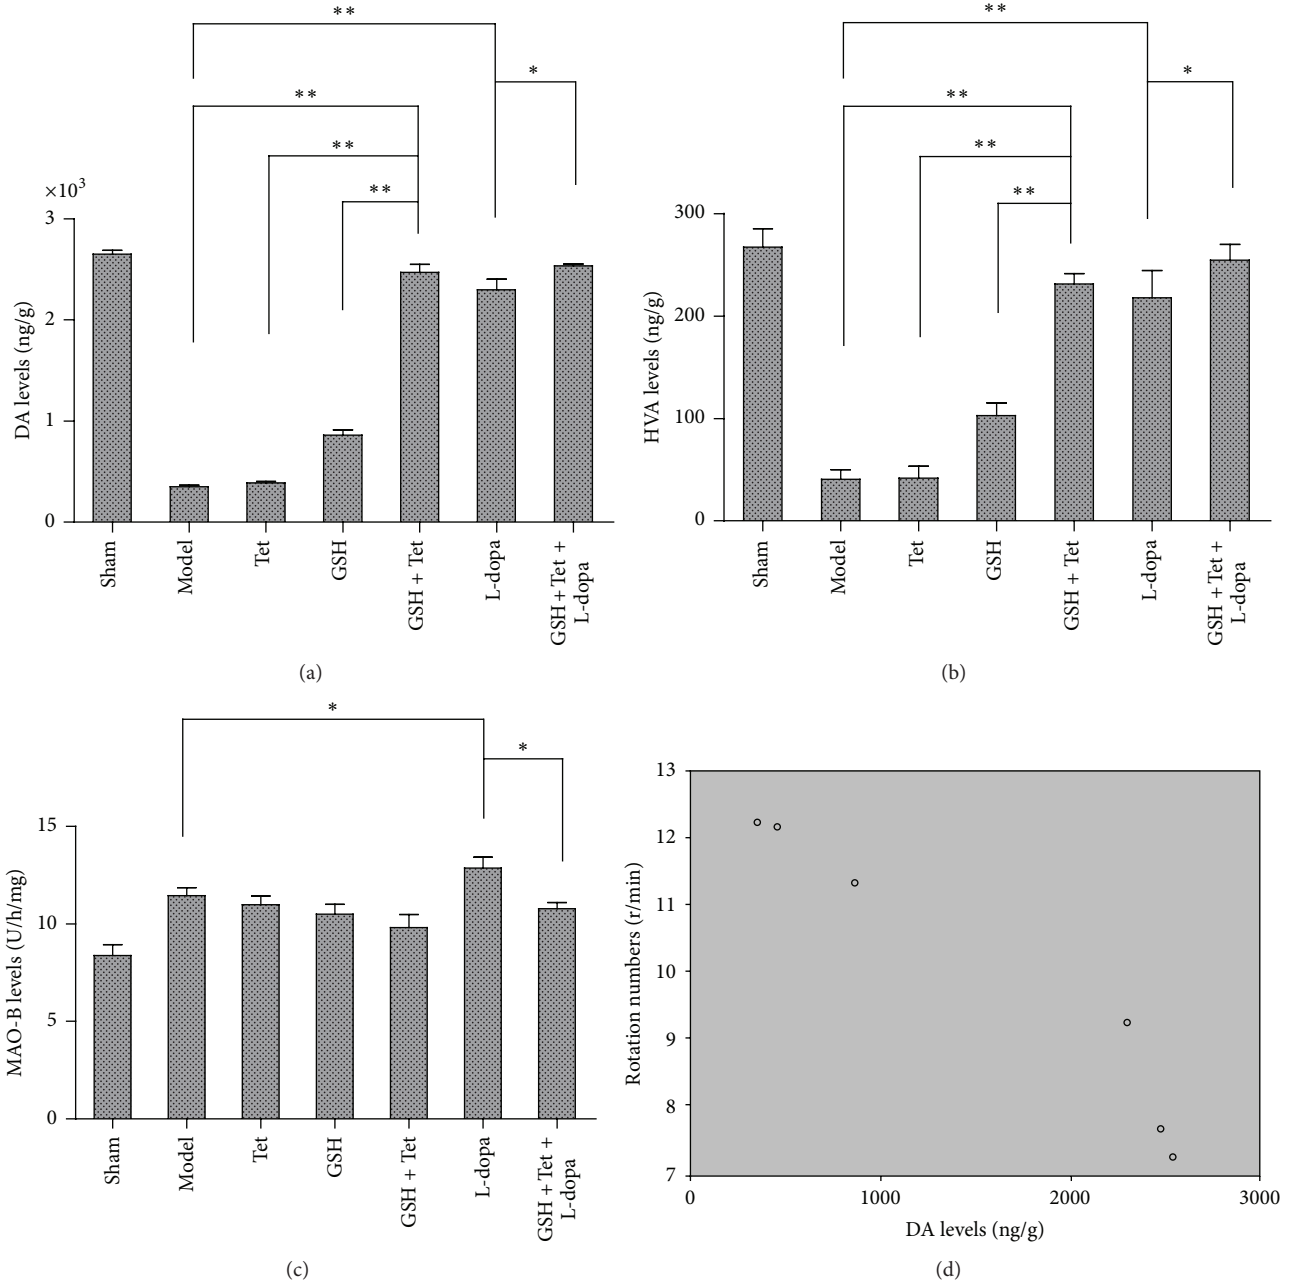 **
*
**
**
**
×10³
3
2
1
0
DA levels (ng/g)
Sham
Model
Tet
GSH
GSH + Tet
L-dopa
GSH + Tet +
L-dopa
(a)
**
*
**
**
**
300
200
100
0
HVA levels (ng/g)
Sham
Model
Tet
GSH
GSH + Tet
L-dopa
GSH + Tet +
L-dopa
(b)
*
*
15
10
5
0
MAO-B levels (U/h/mg)
Sham
Model
Tet
GSH
GSH + Tet
L-dopa
GSH + Tet +
L-dopa
(c)
13
12
11
10
9
8
7
Rotation numbers (r/min)
0 1000 2000 3000
DA levels (ng/g)
(d)